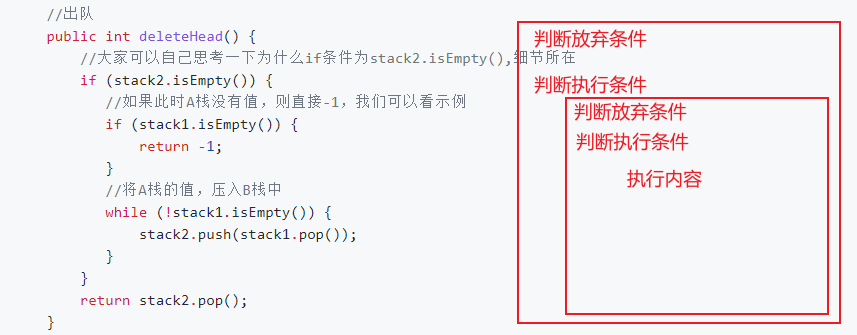 //出队
public int deleteHead() {
//大家可以自己思考一下为什么if条件为stack2.isEmpty(),细节所在
if (stack2.isEmpty()) {
//如果此时A栈没有值，则直接-1，我们可以看示例
if (stack1.isEmpty()) {
return -1;
}
//将A栈的值，压入B栈中
while (!stack1.isEmpty()) {
stack2.push(stack1.pop());
}
}
return stack2.pop();
}
判断放弃条件
判断执行条件
判断放弃条件
判断执行条件
执行内容